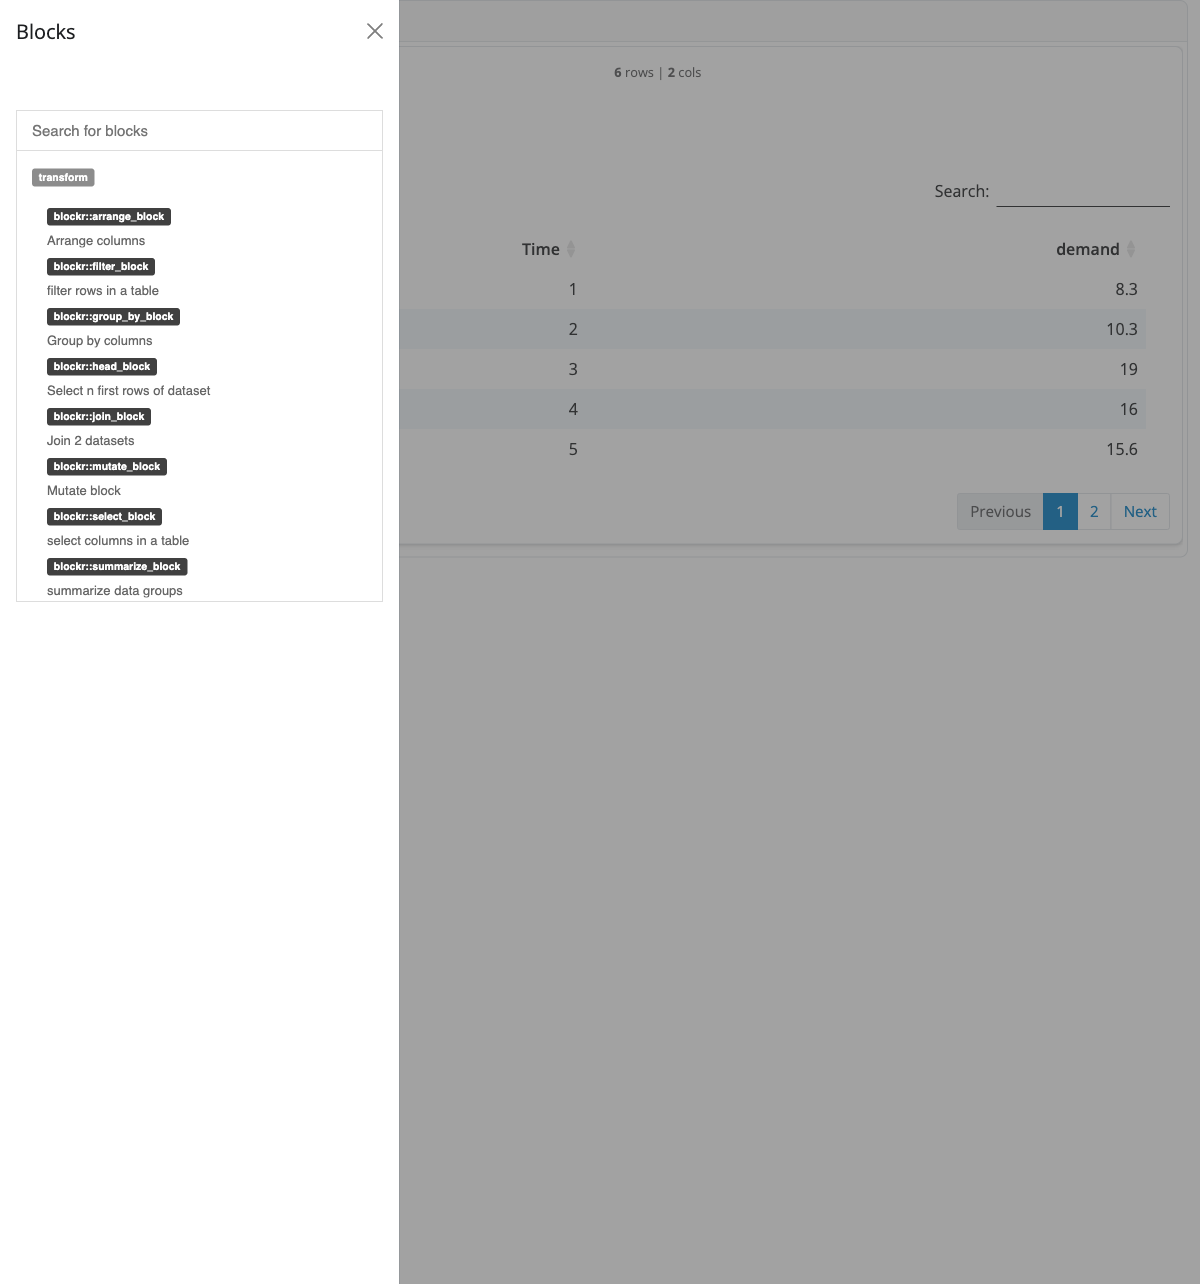 Blocks
Search for blocks
transform
blockr::arrange_block
Arrange columns
blockr::filter_block
filter rows in a table
blockr::group_by_block
Group by columns
blockr::head_block
Select n first rows of dataset
blockr::join_block
Join 2 datasets
blockr::mutate_block
Mutate block
blockr::select_block
select columns in a table
blockr::summarize_block
summarize data groups
6 rows | 2 cols
Search:
Time demand
1 8.3
2 10.3
3 19
4 16
5 15.6
Previous 1 2 Next